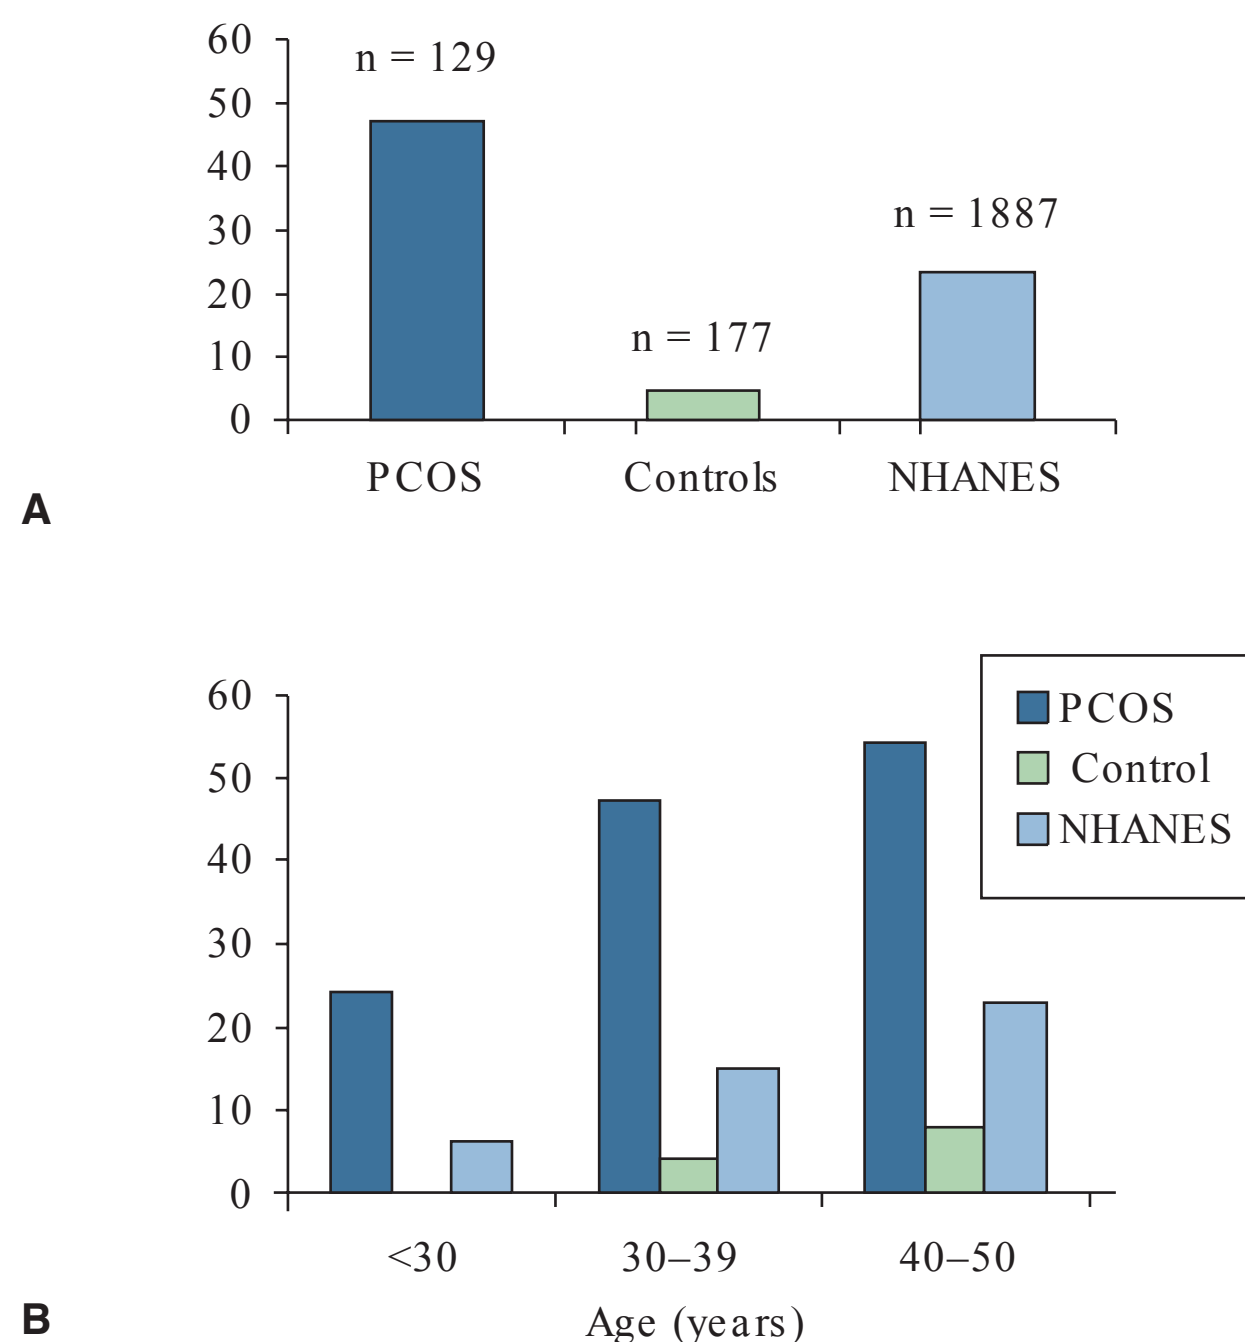 60
n = 129
50
40
30
n = 1887
20
n = 177
10
0
PCOS Controls NHANES
A
60
PCOS
50
Control
NHANES
40
30
20
10
0
<30 30–39 40–50
Age (years)
B